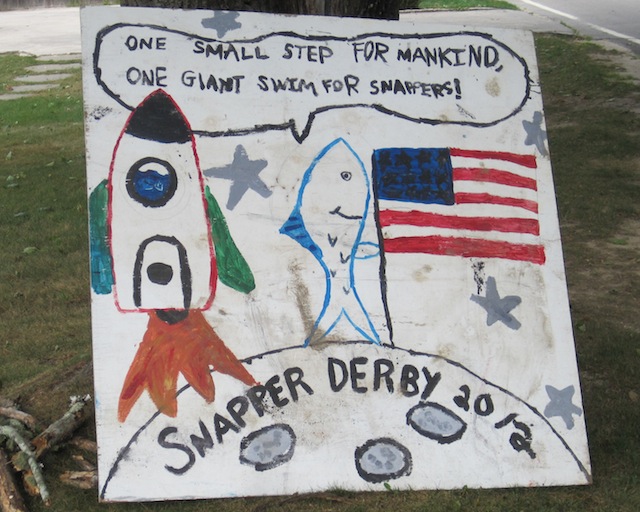 ONE SMALL STEP FOR MANKIND,
ONE GIANT SWIM FOR SNAPPERS!
SNAPPER DERBY 2012